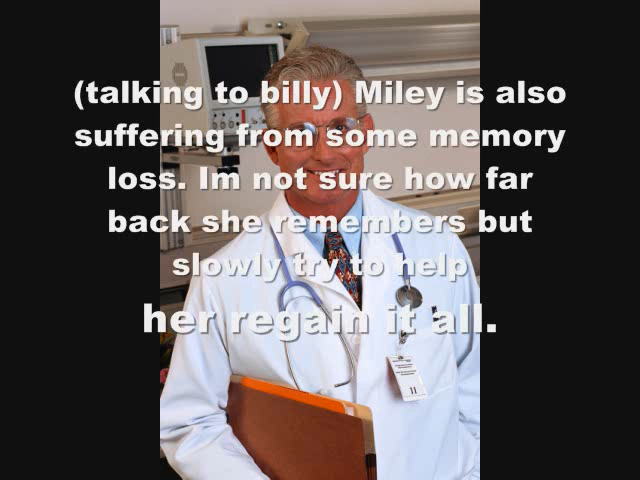 (talking to billy) Miley is also
suffering from some memory
loss. Im not sure how far
back she remembers but
slowly try to help
her regain it all.